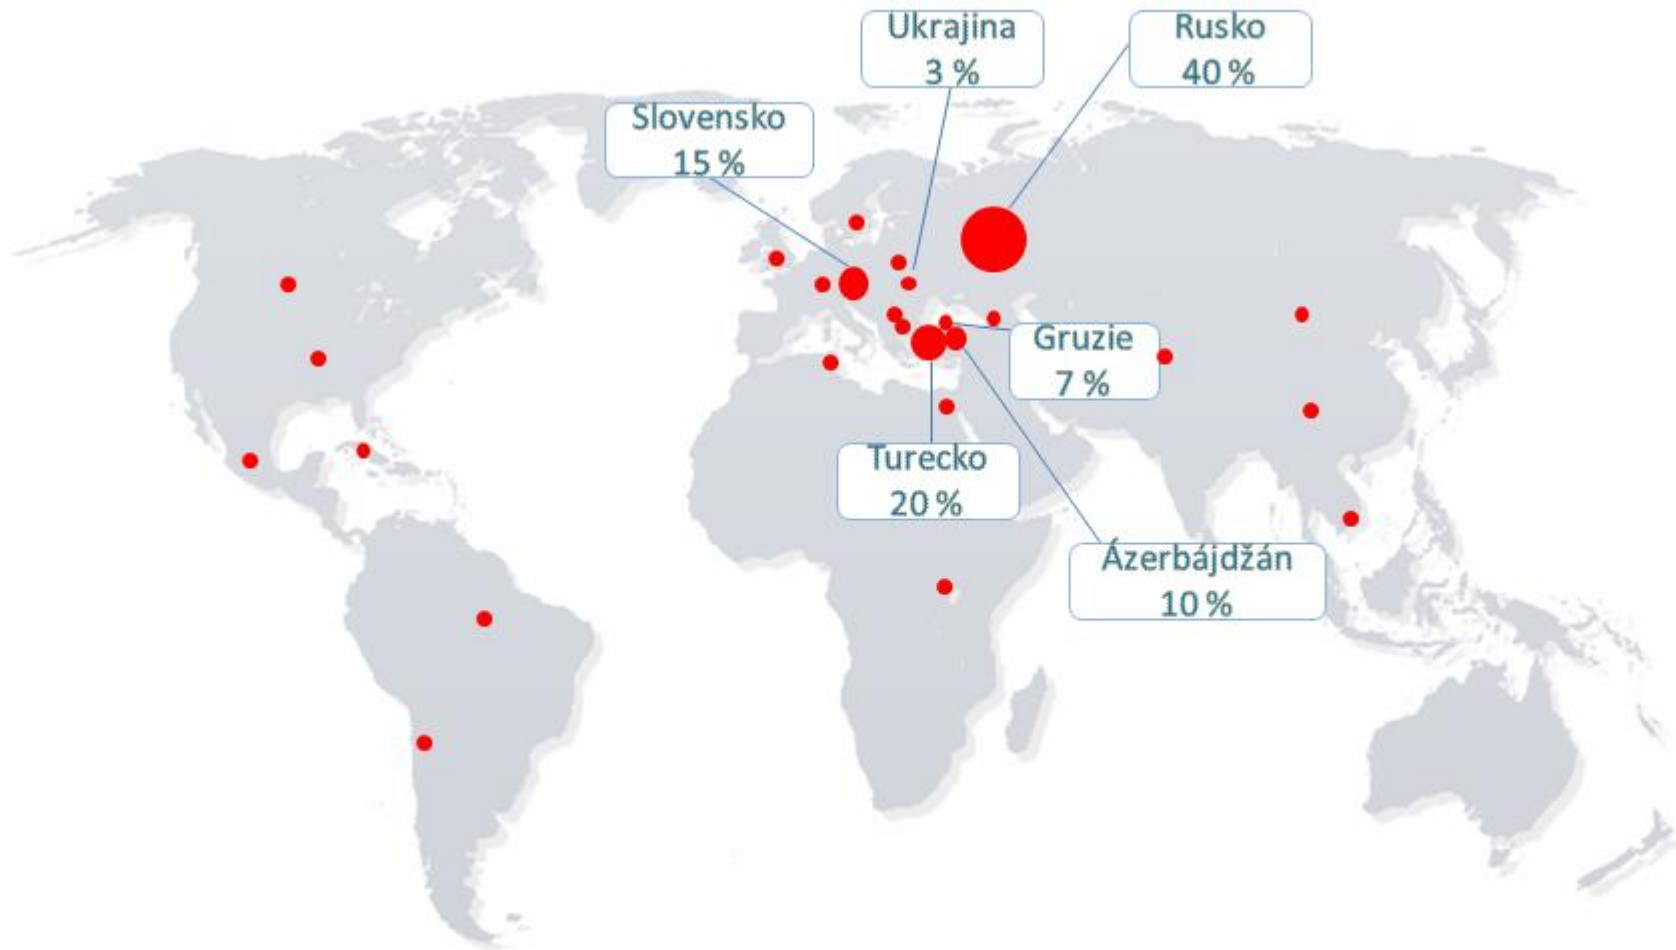 Ukrajina
3 %
Rusko
40 %
Slovensko
15 %
Gruzie
7 %
Turecko
20 %
Ázerbájdžán
10 %